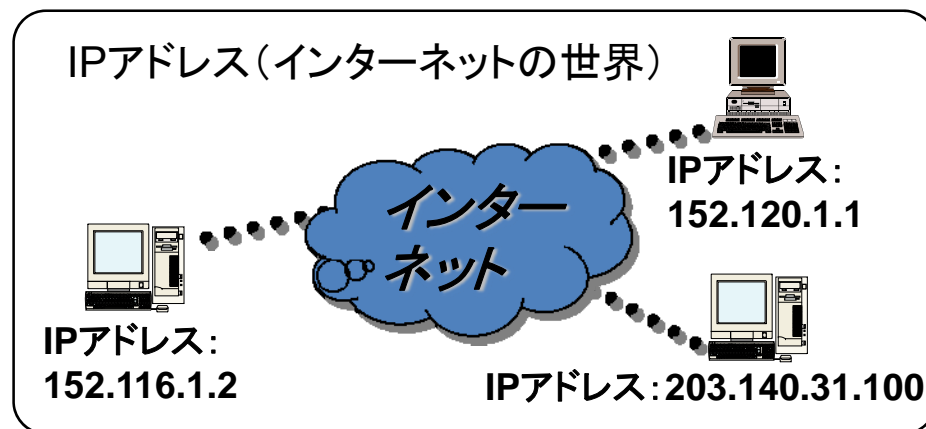 IPアドレス（インターネットの世界）
インター
ネット
IPアドレス：
152.120.1.1
IPアドレス：
152.116.1.2
IPアドレス：203.140.31.100